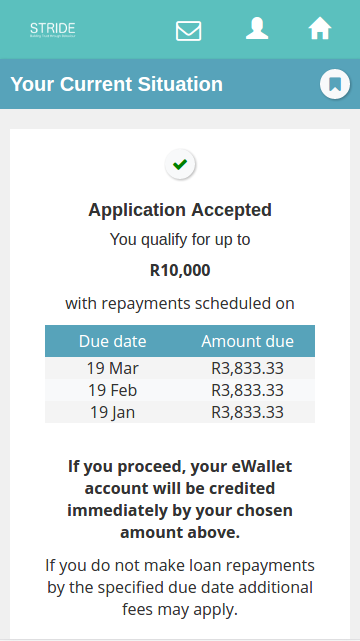 STRIDE
Your Current Situation
Application Accepted
You qualify for up to
R10,000
with repayments scheduled on
Due date Amount due
19 Mar R3,833.33
19 Feb R3,833.33
19 Jan R3,833.33
If you proceed, your eWallet
account will be credited
immediately by your chosen
amount above.
If you do not make loan repayments
by the specified due date additional
fees may apply.